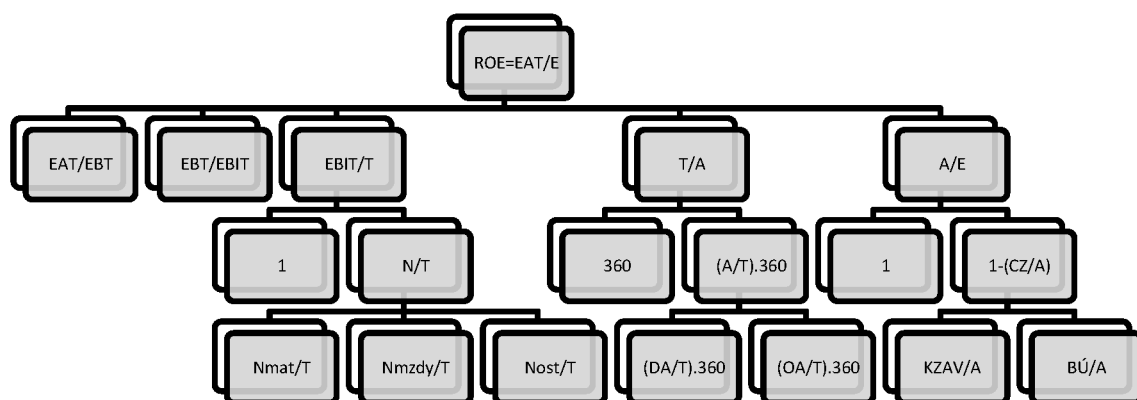 ROE=EAT/E
EAT/EBT
EBT/EBIT
EBIT/T
T/A
A/E
1
N/T
360
(A/T).360
1
1-(CZ/A)
Nmat/T
Nmzdy/T
Nost/T
(DA/T).360
(OA/T).360
KZAV/A
BÚ/A